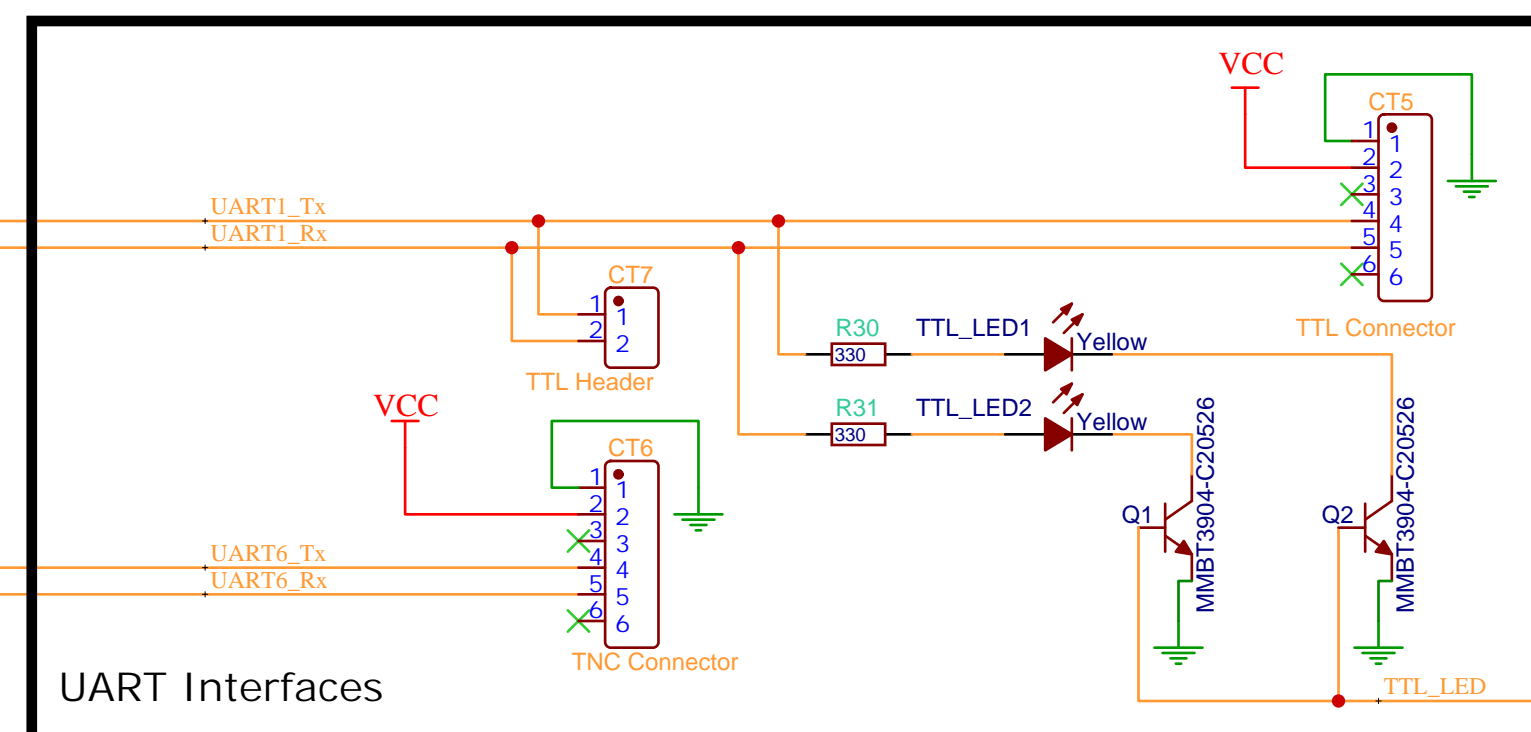 VCC
CT5
1 1
2 2
3 3
4 4
5 5
6 6
TTL Connector
UART1_Tx
UART1_Rx
CT7
1 1
2 2
TTL Header
R30
330
TTL_LED1
Yellow
R31
330
TTL_LED2
Yellow
VCC
CT6
1 1
2 2
3 3
4 4
5 5
6 6
TNC Connector
UART6_Tx
UART6_Rx
Q1
MMBT3904-C20526
Q2
MMBT3904-C20526
TTL_LED
UART Interfaces